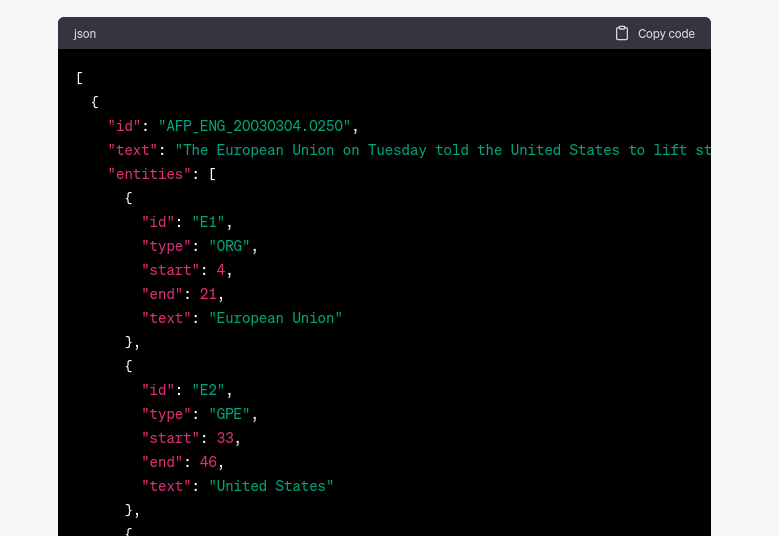 json
Copy code
[
{
"id": "AFP_ENG_20030304.0250",
"text": "The European Union on Tuesday told the United States to lift st
"entities": [
{
"id": "E1",
"type": "ORG",
"start": 4,
"end": 21,
"text": "European Union"
},
{
"id": "E2",
"type": "GPE",
"start": 33,
"end": 46,
"text": "United States"
},
{